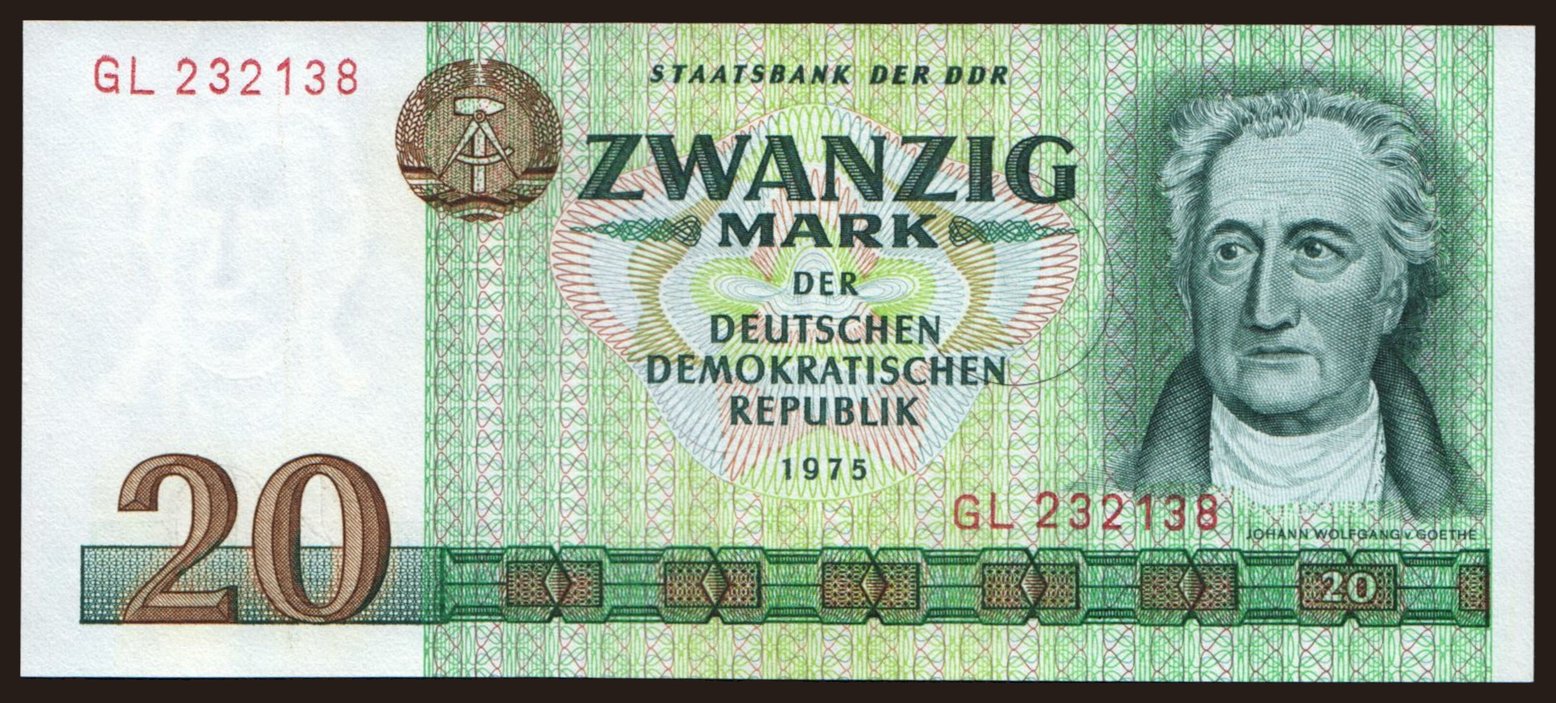 GL 232138
STAATSBANK DER DDR
ZWANZIG
MARK
DER
DEUTSCHEN
DEMOKRATISCHEN
REPUBLIK
1975
GL 232138
JOHANN WOLFGANG v. GOETHE
20
20